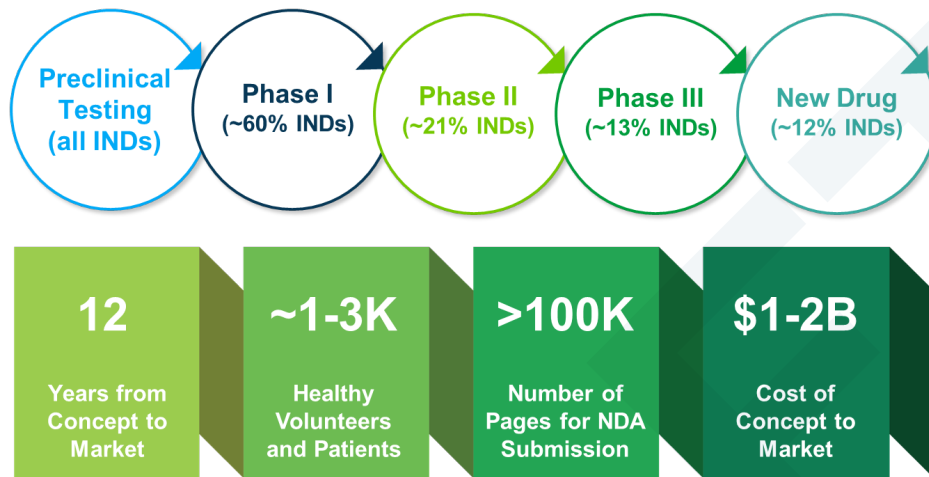 Preclinical
Testing
(all INDs)
Phase I
(~60% INDs)
Phase II
(~21% INDs)
Phase III
(~13% INDs)
New Drug
(~12% INDs)
12
Years from
Concept to
Market
~1-3K
Healthy
Volunteers
and Patients
>100K
Number of
Pages for NDA
Submission
$1-2B
Cost of
Concept to
Market